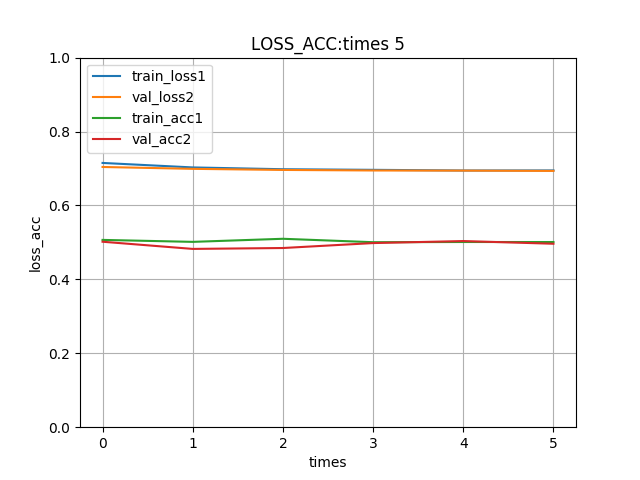 LOSS_ACC:times 5
1.0
0.8
0.6
0.4
0.2
0.0
loss_acc
train_loss1
val_loss2
train_acc1
val_acc2
0 1 2 3 4 5
times